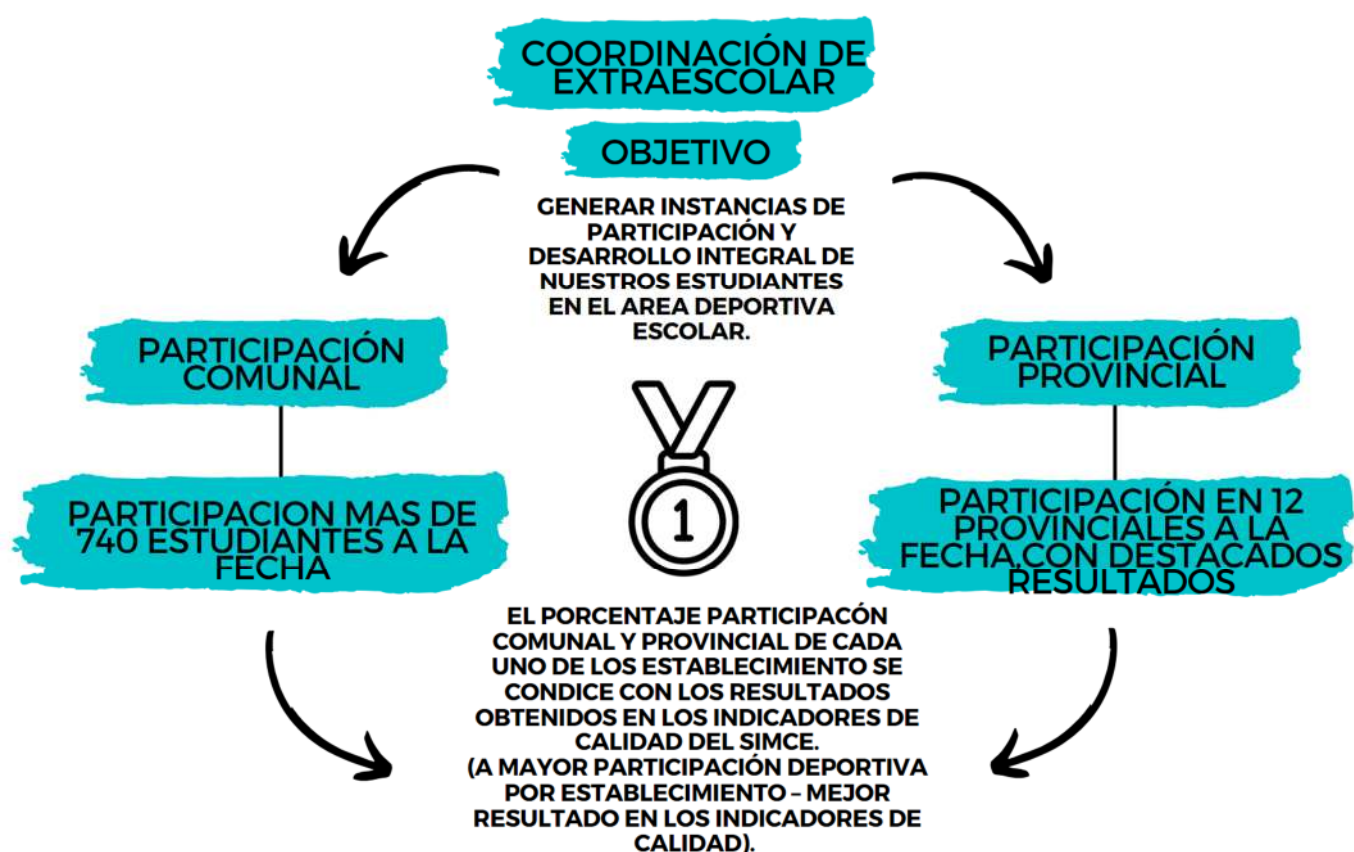 COORDINACIÓN DE
EXTRAESCOLAR
OBJETIVO
GENERAR INSTANCIAS DE
PARTICIPACIÓN Y
DESARROLLO INTEGRAL DE
NUESTROS ESTUDIANTES
EN EL AREA DEPORTIVA
ESCOLAR.
PARTICIPACIÓN
COMUNAL
PARTICIPACION MAS DE
740 ESTUDIANTES A LA
FECHA
PARTICIPACIÓN
PROVINCIAL
PARTICIPACIÓN EN 12
PROVINCIALES A LA
FECHA,CON DESTACADOS
RESULTADOS
1
EL PORCENTAJE PARTICIPACÓN
COMUNAL Y PROVINCIAL DE CADA
UNO DE LOS ESTABLECIMIENTO SE
CONDICE CON LOS RESULTADOS
OBTENIDOS EN LOS INDICADORES DE
CALIDAD DEL SIMCE.
(A MAYOR PARTICIPACIÓN DEPORTIVA
POR ESTABLECIMIENTO – MEJOR
RESULTADO EN LOS INDICADORES DE
CALIDAD).